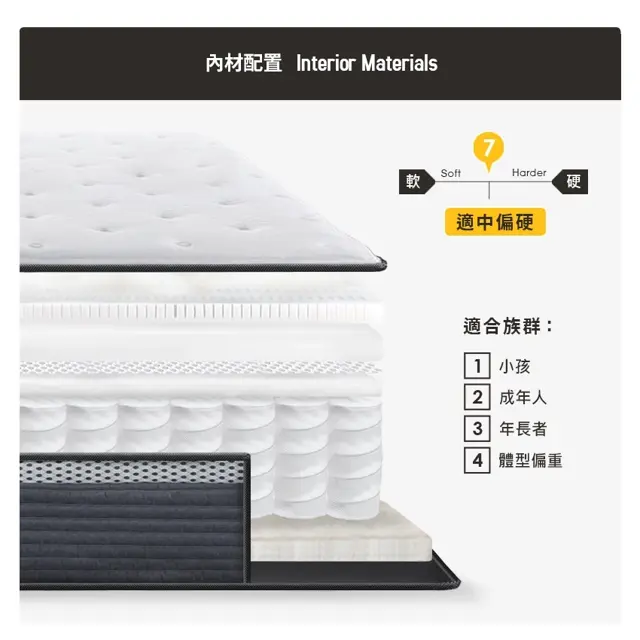 內材配置 Interior Materials
7
軟 Soft Harder 硬
適中偏硬
適合族群：
1 小孩
2 成年人
3 年長者
4 體型偏重